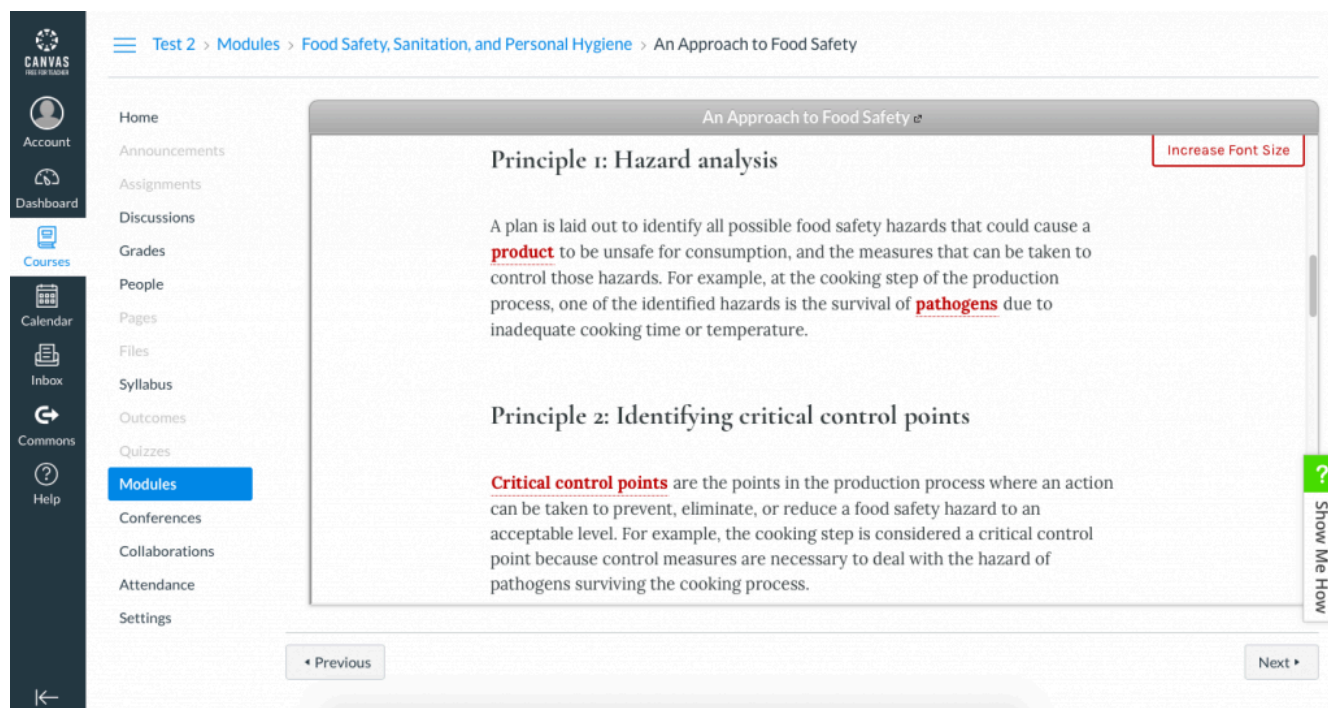 CANVAS
FREE FOR TEACHER
Account
Dashboard
Courses
Calendar
Inbox
Commons
Help
Test 2 › Modules › Food Safety, Sanitation, and Personal Hygiene › An Approach to Food Safety
Home
Announcements
Assignments
Discussions
Grades
People
Pages
Files
Syllabus
Outcomes
Quizzes
Modules
Conferences
Collaborations
Attendance
Settings
An Approach to Food Safety
Increase Font Size
Principle 1: Hazard analysis
A plan is laid out to identify all possible food safety hazards that could cause a
product to be unsafe for consumption, and the measures that can be taken to
control those hazards. For example, at the cooking step of the production
process, one of the identified hazards is the survival of pathogens due to
inadequate cooking time or temperature.
Principle 2: Identifying critical control points
Critical control points are the points in the production process where an action
can be taken to prevent, eliminate, or reduce a food safety hazard to an
acceptable level. For example, the cooking step is considered a critical control
point because control measures are necessary to deal with the hazard of
pathogens surviving the cooking process.
? Show Me How
Previous
Next